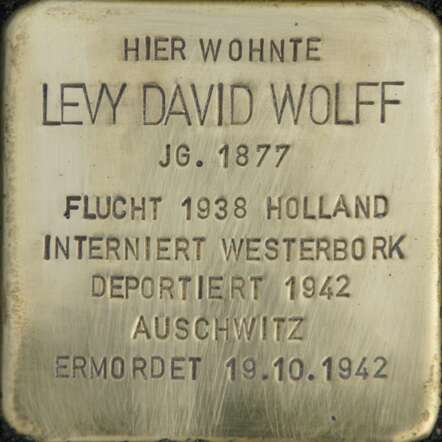 HIER WOHNTE
LEVY DAVID WOLFF
JG. 1877
FLUCHT 1938 HOLLAND
INTERNIERT WESTERBORK
DEPORTIERT 1942
AUSCHWITZ
ERMORDET 19.10.1942